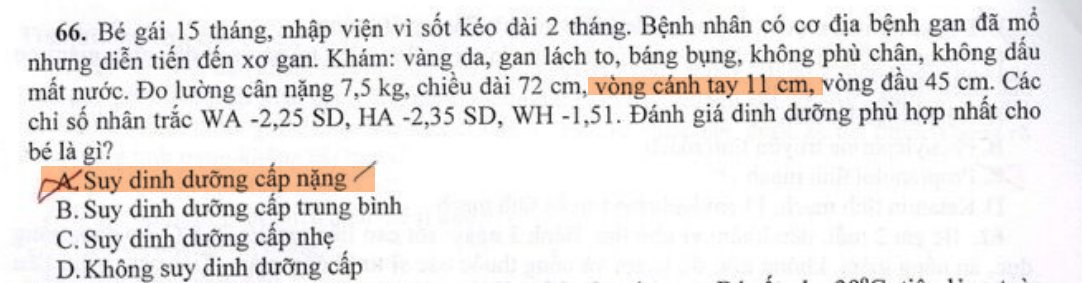 66. Bé gái 15 tháng, nhập viện vì sốt kéo dài 2 tháng. Bệnh nhân có cơ địa bệnh gan đã mổ
nhưng diễn tiến đến xơ gan. Khám: vàng da, gan lách to, báng bụng, không phù chân, không dấu
mất nước. Đo lường cân nặng 7,5 kg, chiều dài 72 cm, vòng cánh tay 11 cm, vòng đầu 45 cm. Các
chỉ số nhân trắc WA -2,25 SD, HA -2,35 SD, WH -1,51. Đánh giá dinh dưỡng phù hợp nhất cho
bé là gì?
A. Suy dinh dưỡng cấp nặng
B. Suy dinh dưỡng cấp trung bình
C. Suy dinh dưỡng cấp nhẹ
D. Không suy dinh dưỡng cấp